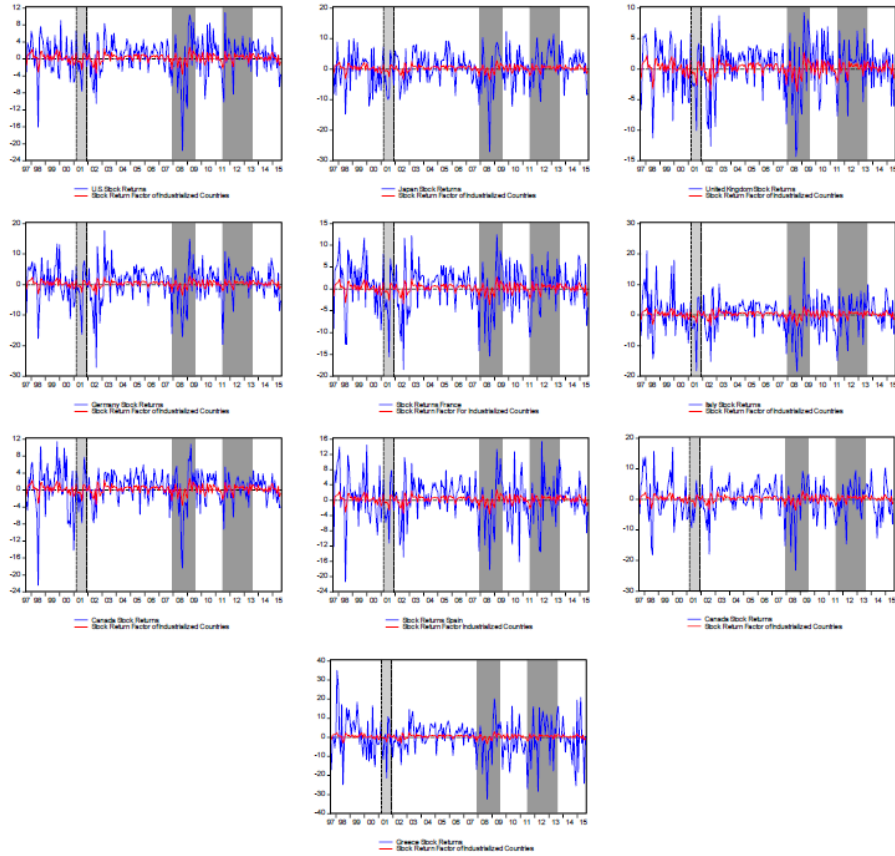 12
8
4
0
-4
-8
-12
-16
-20
-24
97 98 99 00 01 02 03 04 05 06 07 08 09 10 11 12 13 14 15
U.S Stock Returns
Stock Return Factor of Industrialized Countries
20
10
0
-10
-20
-30
97 98 99 00 01 02 03 04 05 06 07 08 09 10 11 12 13 14 15
Japan Stock Returns
Stock Return Factor of Industrialized Countries
10
5
0
-5
-10
-15
97 98 99 00 01 02 03 04 05 06 07 08 09 10 11 12 13 14 15
United Kingdom Stock Returns
Stock Return Factor of Industrialized Countries
20
10
0
-10
-20
-30
97 98 99 00 01 02 03 04 05 06 07 08 09 10 11 12 13 14 15
Germany Stock Returns
Stock Return Factor of Industrialized Countries
15
10
5
0
-5
-10
-15
-20
97 98 99 00 01 02 03 04 05 06 07 08 09 10 11 12 13 14 15
Stock Returns France
Stock Return Factor For Industrialized Countries
30
20
10
0
-10
-20
-30
97 98 99 00 01 02 03 04 05 06 07 08 09 10 11 12 13 14 15
Italy Stock Returns
Stock Return Factor of Industrialized Countries
12
8
4
0
-4
-8
-12
-16
-20
-24
97 98 99 00 01 02 03 04 05 06 07 08 09 10 11 12 13 14 15
Canada Stock Returns
Stock Return Factor of Industrialized Countries
16
12
8
4
0
-4
-8
-12
-16
-20
-24
97 98 99 00 01 02 03 04 05 06 07 08 09 10 11 12 13 14 15
Stock Returns Spain
Stock Return Factor Industrialized Countries
20
10
0
-10
-20
-30
97 98 99 00 01 02 03 04 05 06 07 08 09 10 11 12 13 14 15
Canada Stock Returns
Stock Return Factor of Industrialized Countries
40
30
20
10
0
-10
-20
-30
-40
97 98 99 00 01 02 03 04 05 06 07 08 09 10 11 12 13 14 15
Greece Stock Returns
Stock Return Factor of Industrialized Countries